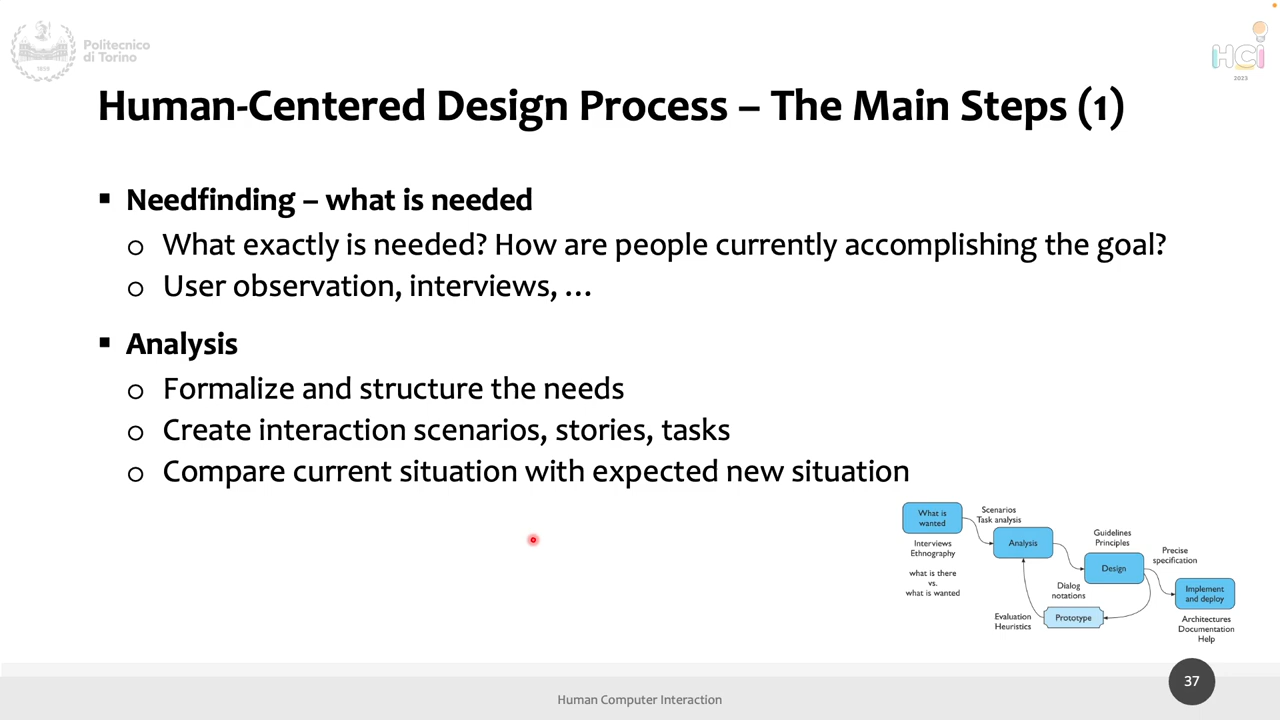 Politecnico
di Torino
1859
HCI
2023
Human-Centered Design Process – The Main Steps (1)
▪ Needfinding – what is needed
o What exactly is needed? How are people currently accomplishing the goal?
o User observation, interviews, …
▪ Analysis
o Formalize and structure the needs
o Create interaction scenarios, stories, tasks
o Compare current situation with expected new situation
What is
wanted
Interviews
Ethnography
what is there
vs.
what is wanted
Scenarios
Task analysis
Analysis
Guidelines
Principles
Design
Dialog
notations
Precise
specification
Implement
and deploy
Architectures
Documentation
Help
Evaluation
Heuristics
Prototype
Human Computer Interaction
37